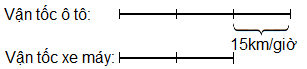 Vận tốc ô tô:
15km/giờ
Vận tốc xe máy: